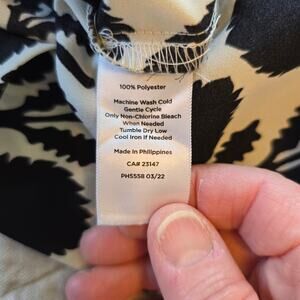 100% Polyester
Machine Wash Cold
Gentle Cycle
Only Non-Chlorine Bleach
When Needed
Tumble Dry Low
Cool Iron If Needed
Made In Philippines
CA# 23147
PH5558 03/22